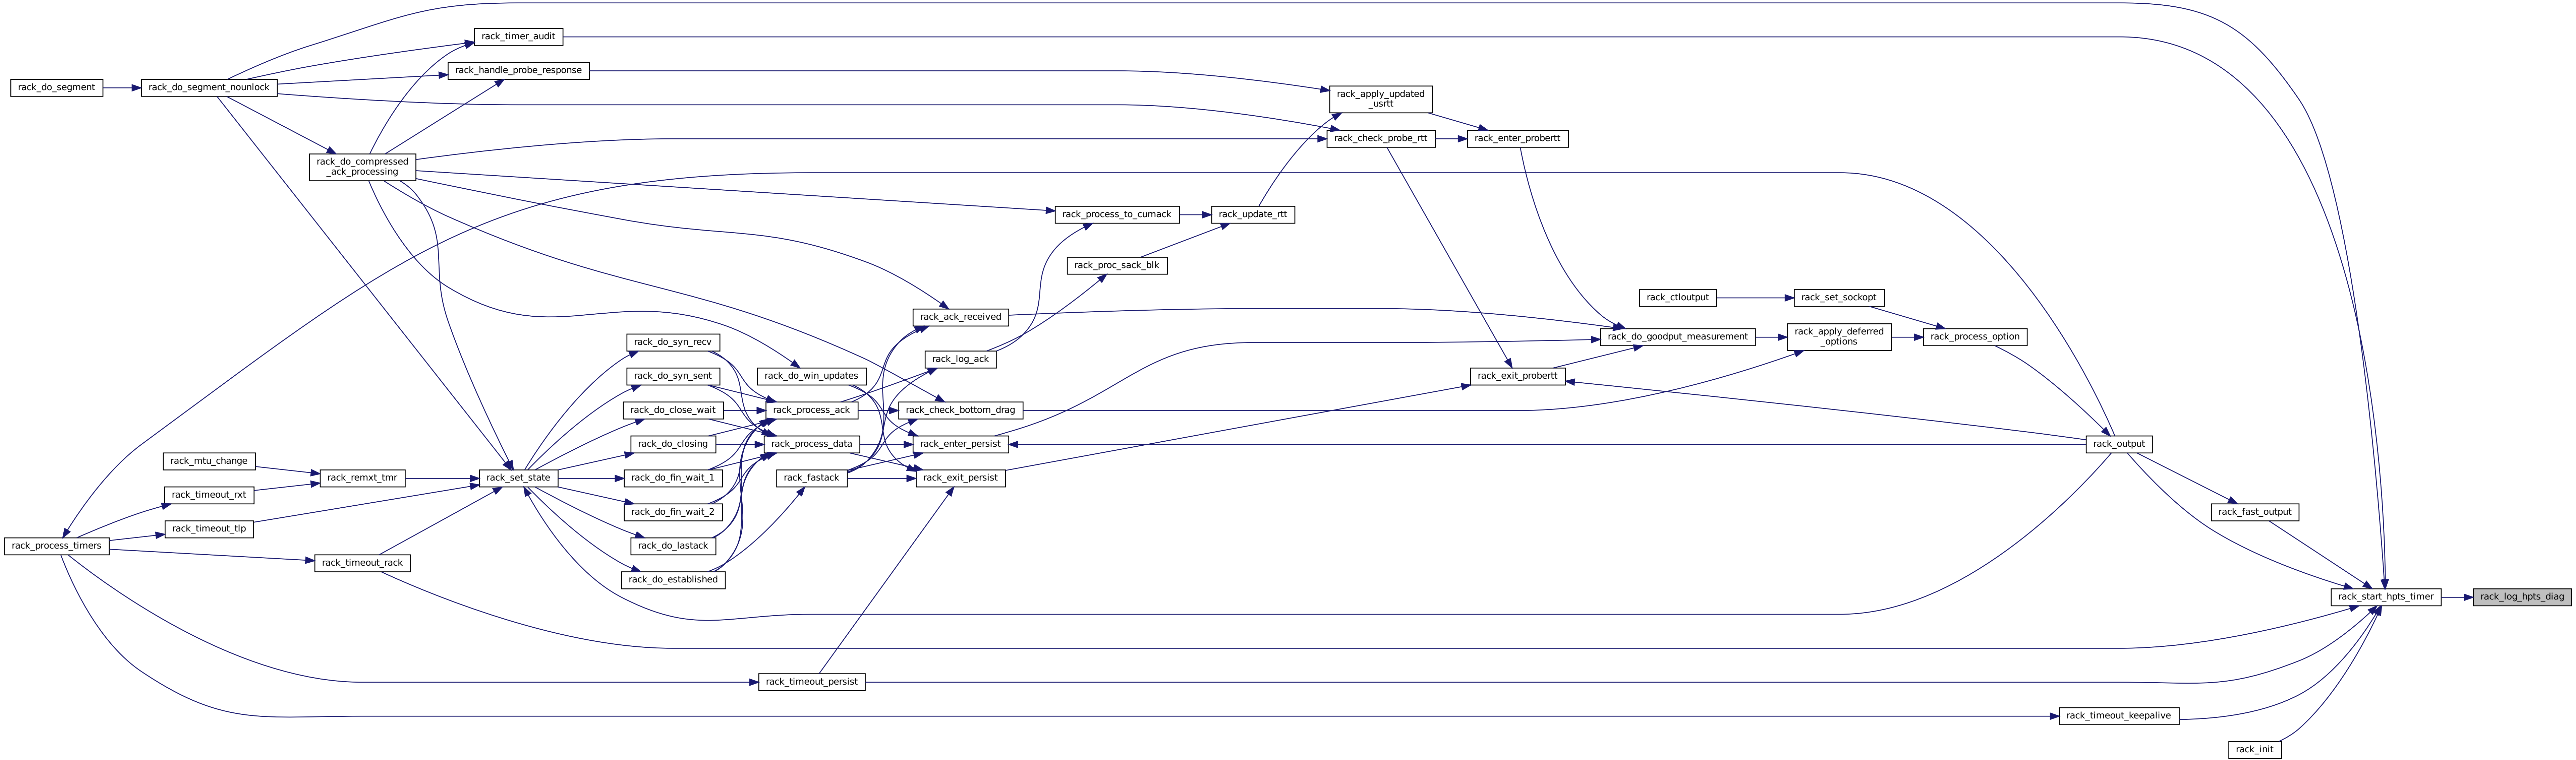 rack_timer_audit
rack_handle_probe_response
rack_do_segment
rack_do_segment_nounlock
rack_apply_updated
_usrtt
rack_check_probe_rtt
rack_enter_probertt
rack_do_compressed
_ack_processing
rack_process_to_cumack
rack_update_rtt
rack_proc_sack_blk
rack_ctloutput
rack_set_sockopt
rack_ack_received
rack_do_goodput_measurement
rack_apply_deferred
_options
rack_process_option
rack_do_syn_recv
rack_log_ack
rack_do_syn_sent
rack_do_win_updates
rack_exit_probertt
rack_do_close_wait
rack_process_ack
rack_check_bottom_drag
rack_do_closing
rack_process_data
rack_enter_persist
rack_output
rack_mtu_change
rack_remxt_tmr
rack_set_state
rack_do_fin_wait_1
rack_fastack
rack_exit_persist
rack_timeout_rxt
rack_do_fin_wait_2
rack_fast_output
rack_timeout_tlp
rack_process_timers
rack_do_lastack
rack_timeout_rack
rack_do_established
rack_start_hpts_timer
rack_log_hpts_diag
rack_timeout_persist
rack_timeout_keepalive
rack_init